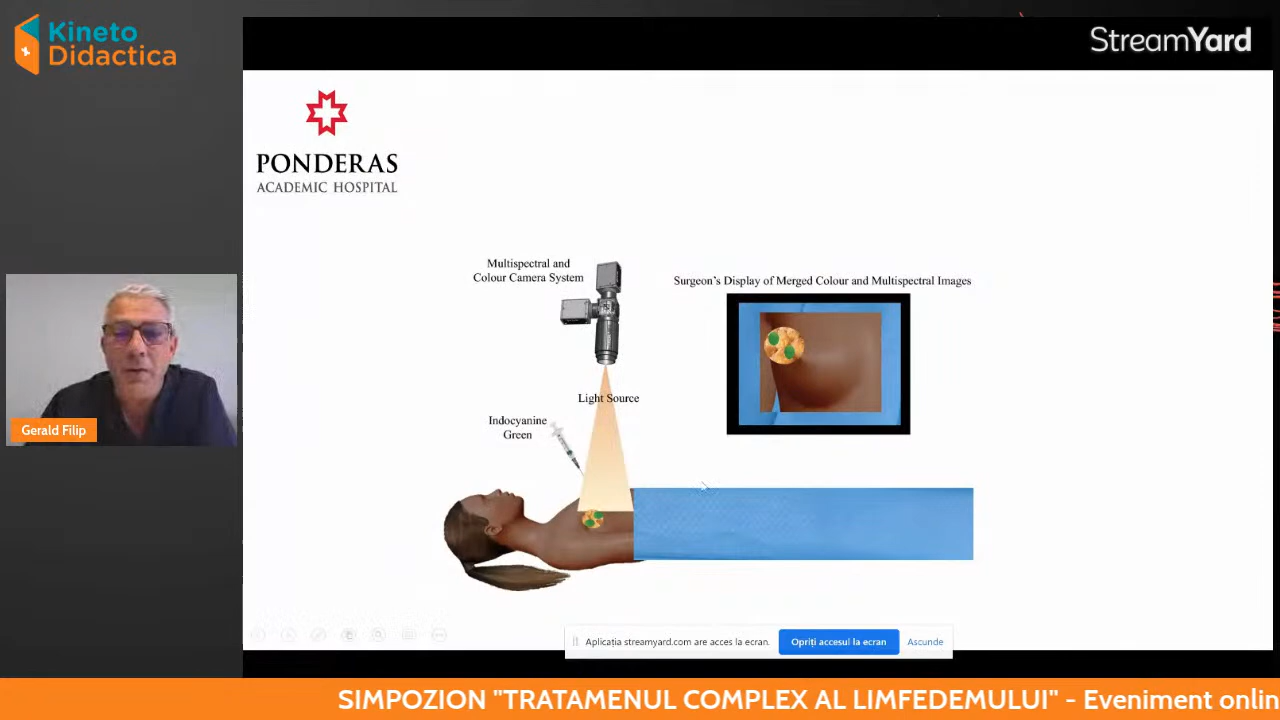 Kineto
Didactica
StreamYard
PONDERAS
ACADEMIC HOSPITAL
Multispectral and
Colour Camera System
Surgeon's Display of Merged Colour and Multispectral Images
Light Source
Indocyanine
Green
Gerald Filip
Aplicația streamyard.com are acces la ecran.
Opriți accesul la ecran
Ascunde
SIMPOZION "TRATAMENUL COMPLEX AL LIMFEDEMULUI" - Eveniment onlin